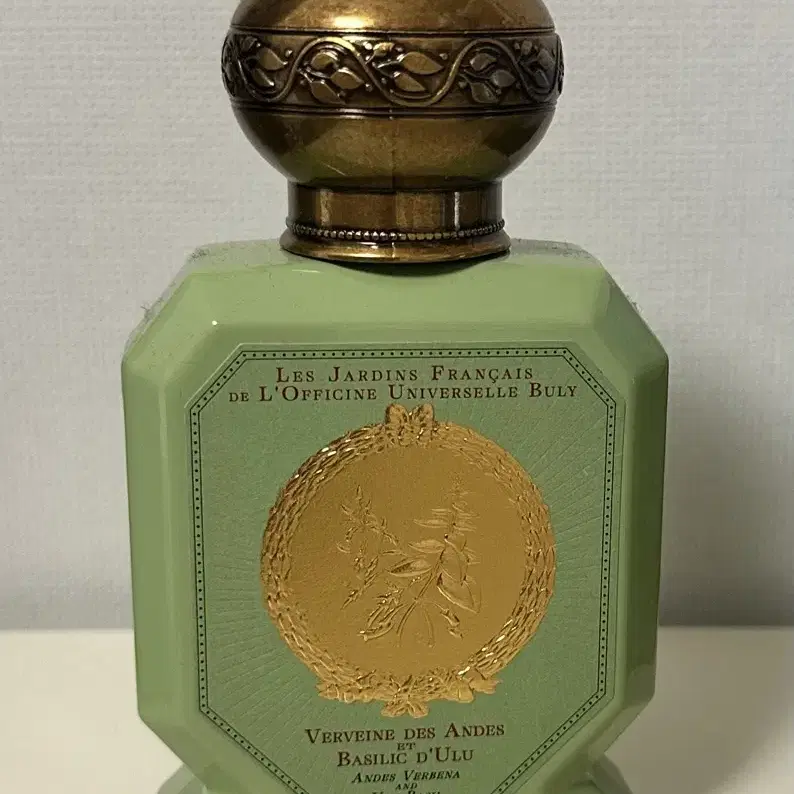 LES JARDINS FRANÇAIS
DE L'OFFICINE UNIVERSELLE BULY
VERVEINE DES ANDES
ET
BASILIC D'ULU
ANDES VERBENA
AND